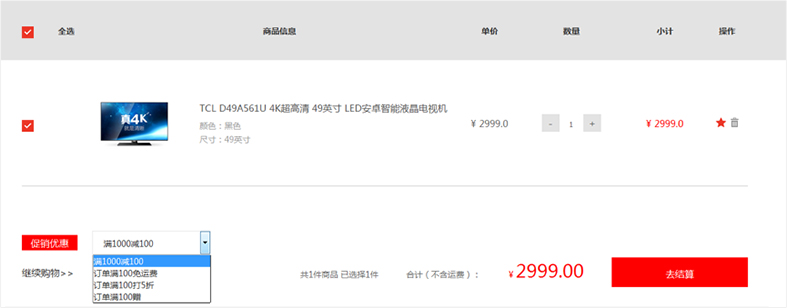 全选 商品信息 单价 数量 小计 操作
真4K
TCL D49A561U 4K超高清 49英寸 LED安卓智能液晶电视机
颜色：黑色
尺寸：49英寸
¥ 2999.0 - 1 + ¥ 2999.0
促销优惠 满1000减100
满1000减100
订单满100免运费
订单满100打5折
订单满100赠
继续购物>>
共1件商品 已选择1件 合计（不含运费）： ¥ 2999.00 去结算